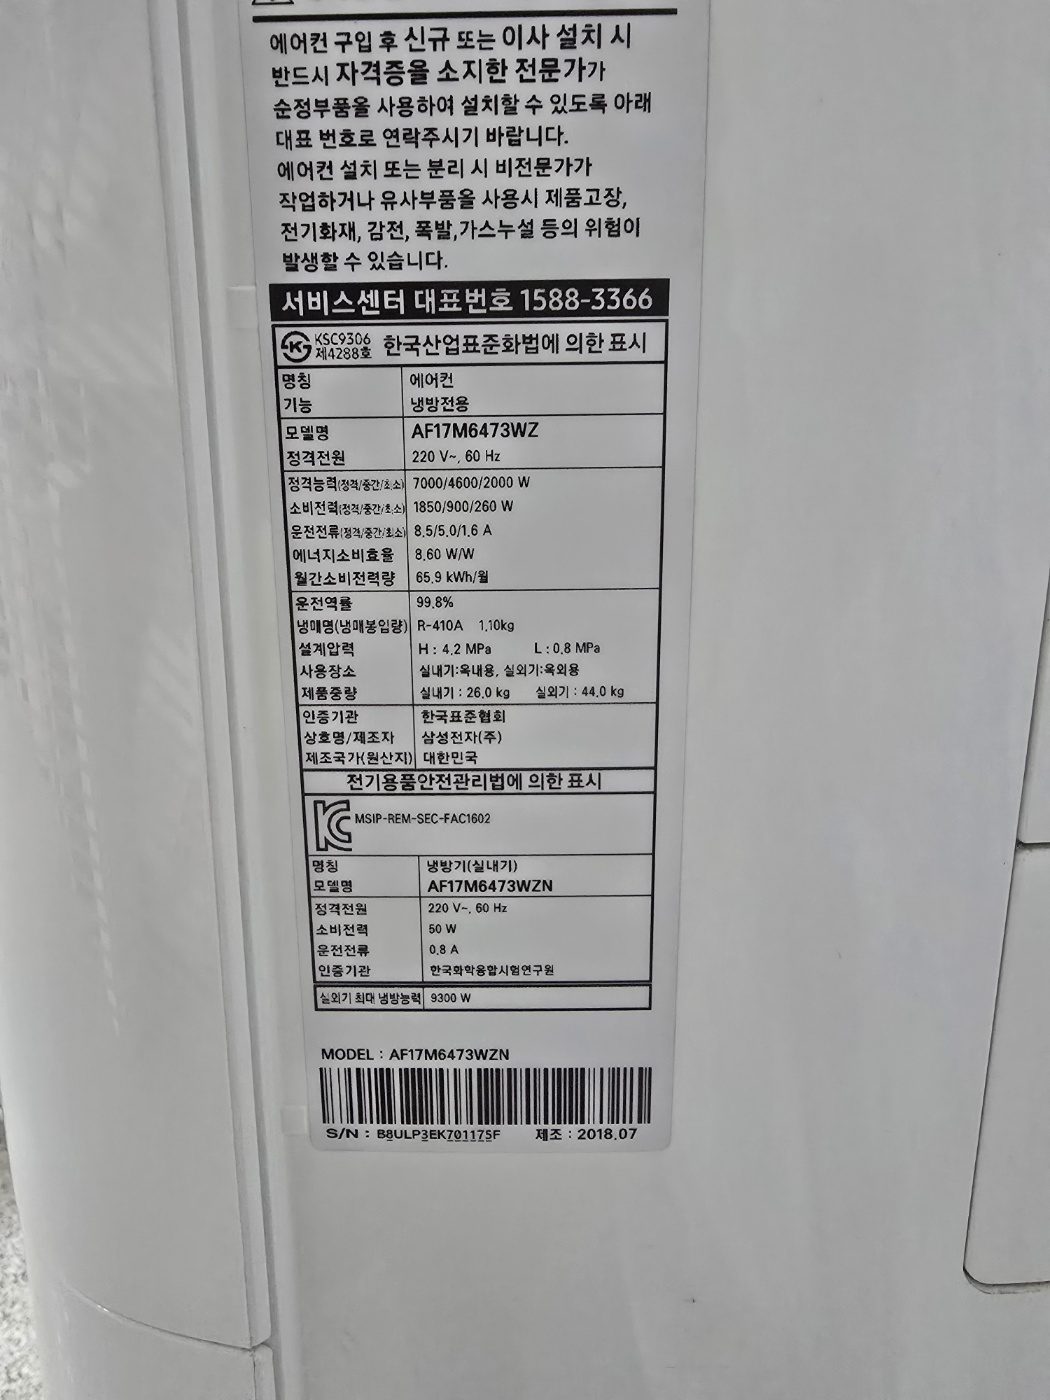 에어컨 구입 후 신규 또는 이사 설치 시
반드시 자격증을 소지한 전문가가
순정부품을 사용하여 설치할 수 있도록 아래
대표 번호로 연락주시기 바랍니다.
에어컨 설치 또는 분리 시 비전문가가
작업하거나 유사부품을 사용시 제품고장,
전기화재, 감전, 폭발,가스누설 등의 위험이
발생할 수 있습니다.
서비스센터 대표번호 1588-3366
KSC9306
제4288호 한국산업표준화법에 의한 표시
명칭 에어컨
기능 냉방전용
모델명 AF17M6473WZ
정격전원 220 V~, 60 Hz
정격능력(정격/중간/최소) 7000/4600/2000 W
소비전력(정격/중간/최소) 1850/900/260 W
운전전류(정격/중간/최소) 8.5/5.0/1.6 A
에너지소비효율 8.60 W/W
월간소비전력량 65.9 kWh/월
운전역률 99.8%
냉매명(냉매봉입량) R-410A 1.10kg
설계압력 H : 4.2 MPa L : 0.8 MPa
사용장소 실내기:옥내용, 실외기:옥외용
제품중량 실내기 : 26.0 kg 실외기 : 44.0 kg
인증기관 한국표준협회
상호명/제조자 삼성전자(주)
제조국가(원산지) 대한민국
전기용품안전관리법에 의한 표시
MSIP-REM-SEC-FAC1602
명칭 냉방기(실내기)
모델명 AF17M6473WZN
정격전원 220 V~, 60 Hz
소비전력 50 W
운전전류 0.8 A
인증기관 한국화학융합시험연구원
실외기 최대 냉방능력 9300 W
MODEL : AF17M6473WZN
S/N : B8ULP3EK701175F 제조 : 2018.07